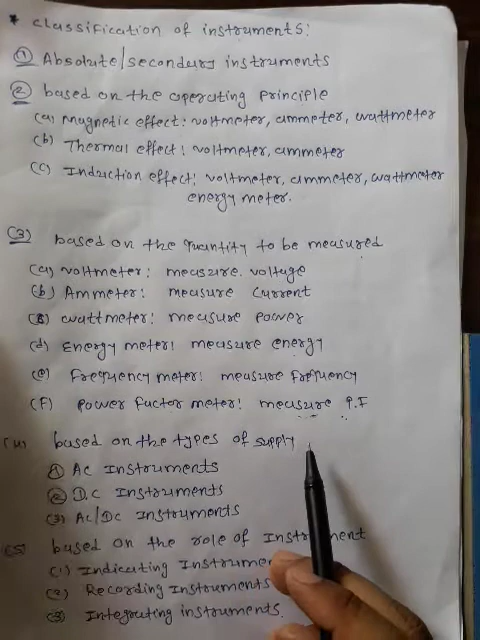 * classification of instruments:
① Absolute/secondary instruments
② based on the operating principle
(a) Magnetic effect: voltmeter, ammeter, wattmeter
(b) Thermal effect: voltmeter, ammeter
(c) Induction effect: voltmeter, ammeter, wattmeter
energy meter.
(3) based on the quantity to be measured
(a) voltmeter: measure voltage
(b) Ammeter: measure current
(c) wattmeter: measure power
(d) Energy meter: measure energy
(e) Frequency meter: measure frequency
(f) Power factor meter: measure P.F
(4) based on the types of supply
① AC Instruments
② D.C Instruments
(3) AC/DC Instruments
(5) based on the role of Instrument
(1) Indicating Instrume
(2) Recording Instruments
(3) Integrating instruments.